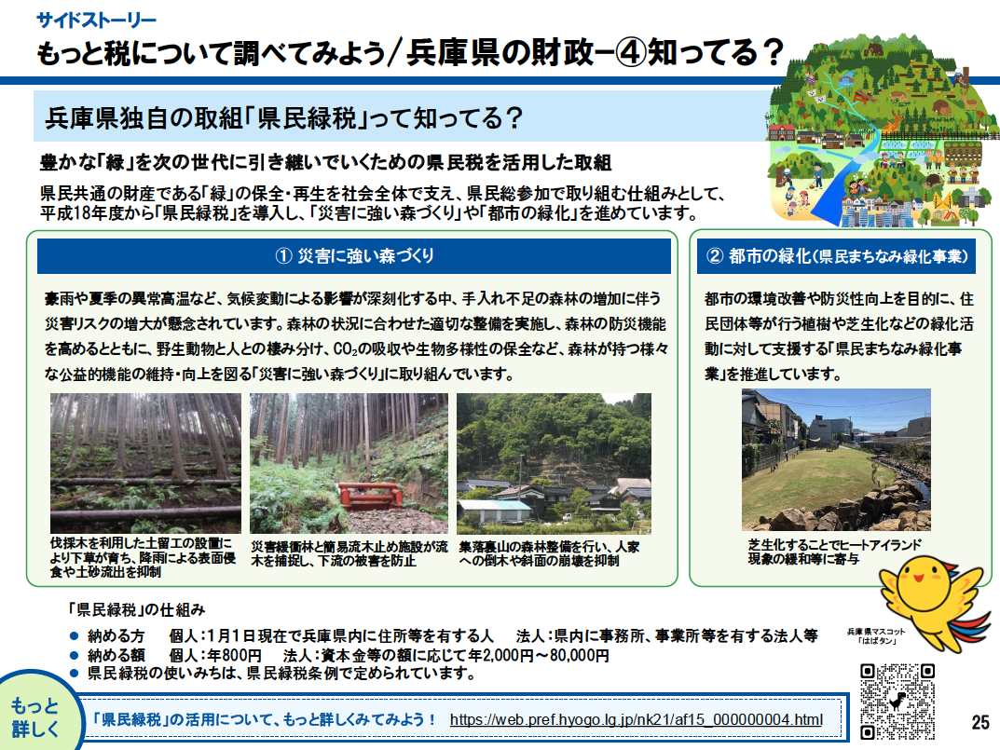 サイドストーリー
もっと税について調べてみよう/兵庫県の財政－④知ってる？
兵庫県独自の取組「県民緑税」って知ってる？
豊かな「緑」を次の世代に引き継いでいくための県民税を活用した取組
県民共通の財産である「緑」の保全・再生を社会全体で支え、県民総参加で取り組む仕組みとして、
平成18年度から「県民緑税」を導入し、「災害に強い森づくり」や「都市の緑化」を進めています。
① 災害に強い森づくり
豪雨や夏季の異常高温など、気候変動による影響が深刻化する中、手入れ不足の森林の増加に伴う
災害リスクの増大が懸念されています。森林の状況に合わせた適切な整備を実施し、森林の防災機能
を高めるとともに、野生動物と人との棲み分け、CO₂の吸収や生物多様性の保全など、森林が持つ様々
な公益的機能の維持・向上を図る「災害に強い森づくり」に取り組んでいます。
伐採木を利用した土留工の設置に
より下草が育ち、降雨による表面侵
食や土砂流出を抑制
災害緩衝林と簡易流木止め施設が流
木を捕捉し、下流の被害を防止
集落裏山の森林整備を行い、人家
への倒木や斜面の崩壊を抑制
② 都市の緑化（県民まちなみ緑化事業）
都市の環境改善や防災性向上を目的に、住
民団体等が行う植樹や芝生化などの緑化活
動に対して支援する「県民まちなみ緑化事
業」を推進しています。
芝生化することでヒートアイランド
現象の緩和等に寄与
「県民緑税」の仕組み
● 納める方　個人：1月1日現在で兵庫県内に住所等を有する人　法人：県内に事務所、事業所等を有する法人等
● 納める額　個人：年800円　法人：資本金等の額に応じて年2,000円～80,000円
● 県民緑税の使いみちは、県民緑税条例で定められています。
兵庫県マスコット
「はばタン」
もっと
詳しく
「県民緑税」の活用について、もっと詳しくみてみよう！　https://web.pref.hyogo.lg.jp/nk21/af15_000000004.html
25